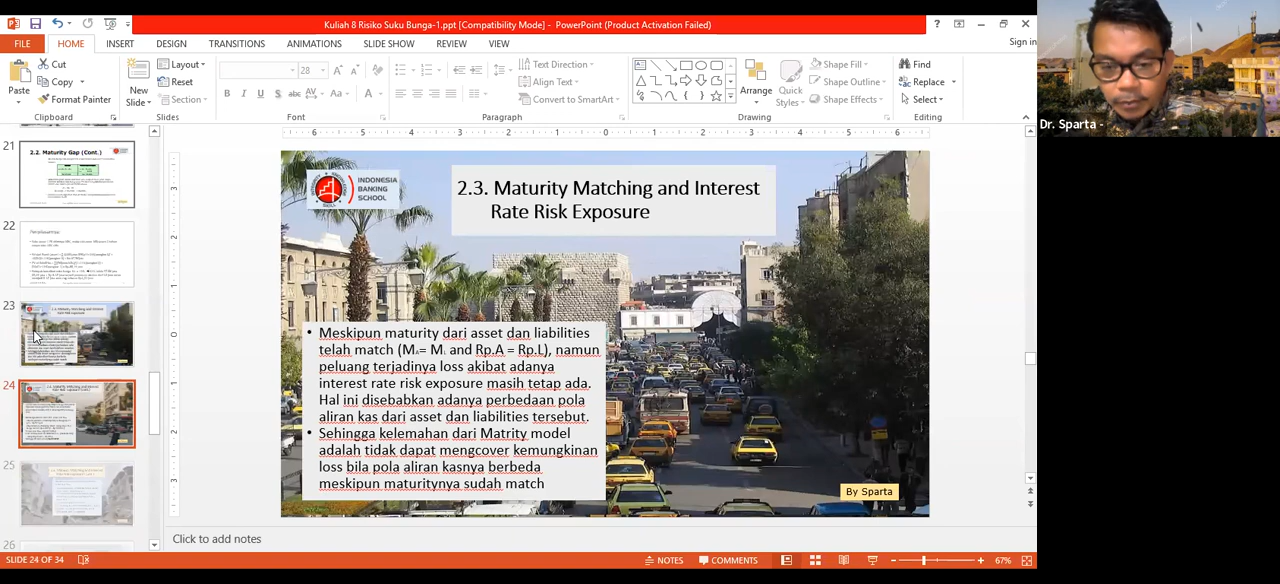 Kuliah 8 Risiko Suku Bunga-1.ppt [Compatibility Mode] - PowerPoint (Product Activation Failed)
FILE HOME INSERT DESIGN TRANSITIONS ANIMATIONS SLIDE SHOW REVIEW VIEW Sign in
Paste
Cut
Copy
Format Painter
Clipboard
New
Slide
Layout
Reset
Section
Slides
28
B I U S abc AV Aa A
Font
Text Direction
Align Text
Convert to SmartArt
Paragraph
Arrange
Quick
Styles
Shape Fill
Shape Outline
Shape Effects
Drawing
Find
Replace
Select
Editing
Dr. Sparta -
21
2.2. Maturity Gap (Cont.)
22
23
24
25
26
INDONESIA
BANKING
SCHOOL
2.3. Maturity Matching and Interest
Rate Risk Exposure
• Meskipun maturity dari asset dan liabilities
telah match (MA= ML and Rp.A = Rp.L) namun
peluang terjadinya loss akibat adanya
interest rate risk exposure masih tetap ada.
Hal ini disebabkan adanya perbedaan pola
aliran kas dari asset dan liabilities tersebut.
• Sehingga kelemahan dari Matrity model
adalah tidak dapat mengcover kemungkinan
loss bila pola aliran kasnya berbeda
meskipun maturitynya sudah match
By Sparta
Click to add notes
SLIDE 24 OF 34
NOTES COMMENTS 67%